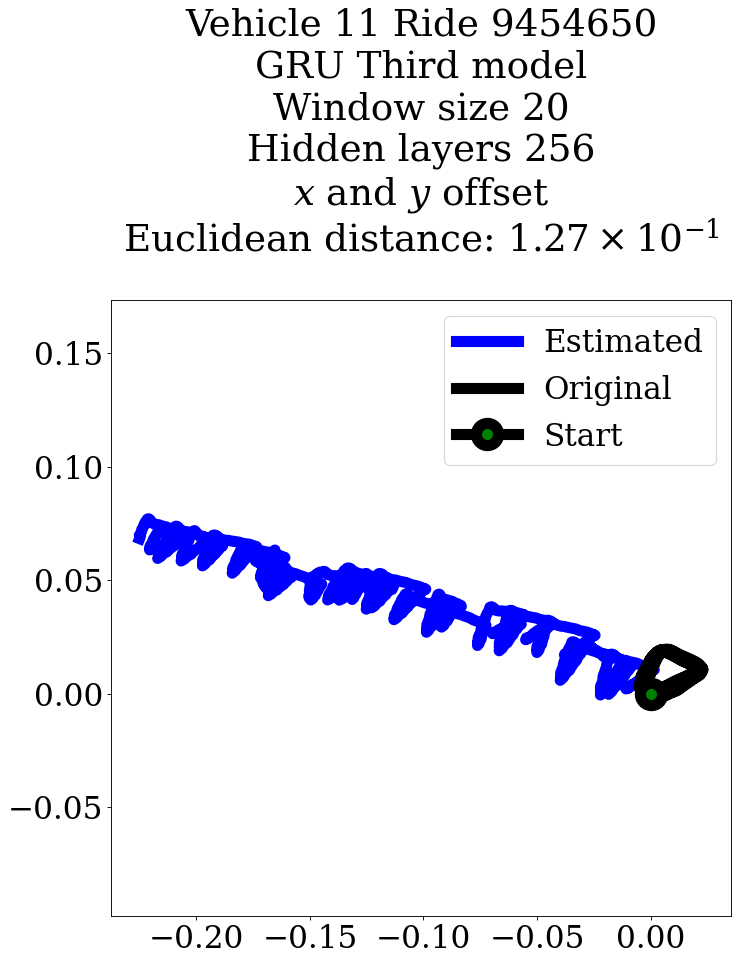 Vehicle 11 Ride 9454650
GRU Third model
Window size 20
Hidden layers 256
x and y offset
Euclidean distance: 1.27 × 10⁻¹
Estimated
Original
Start
0.15
0.10
0.05
0.00
−0.05
−0.20 −0.15 −0.10 −0.05 0.00